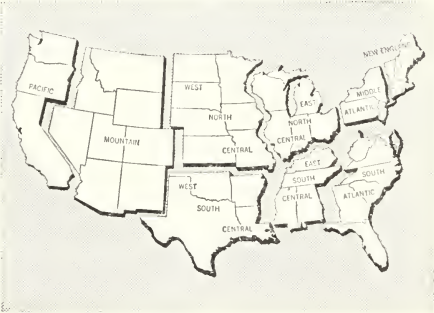 NEW ENGLAND
PACIFIC
WEST
NORTH
CENTRAL
MOUNTAIN
EAST
NORTH
CENTRAL
MIDDLE
ATLANTIC
WEST
SOUTH
CENTRAL
EAST
SOUTH
CENTRAL
SOUTH
ATLANTIC